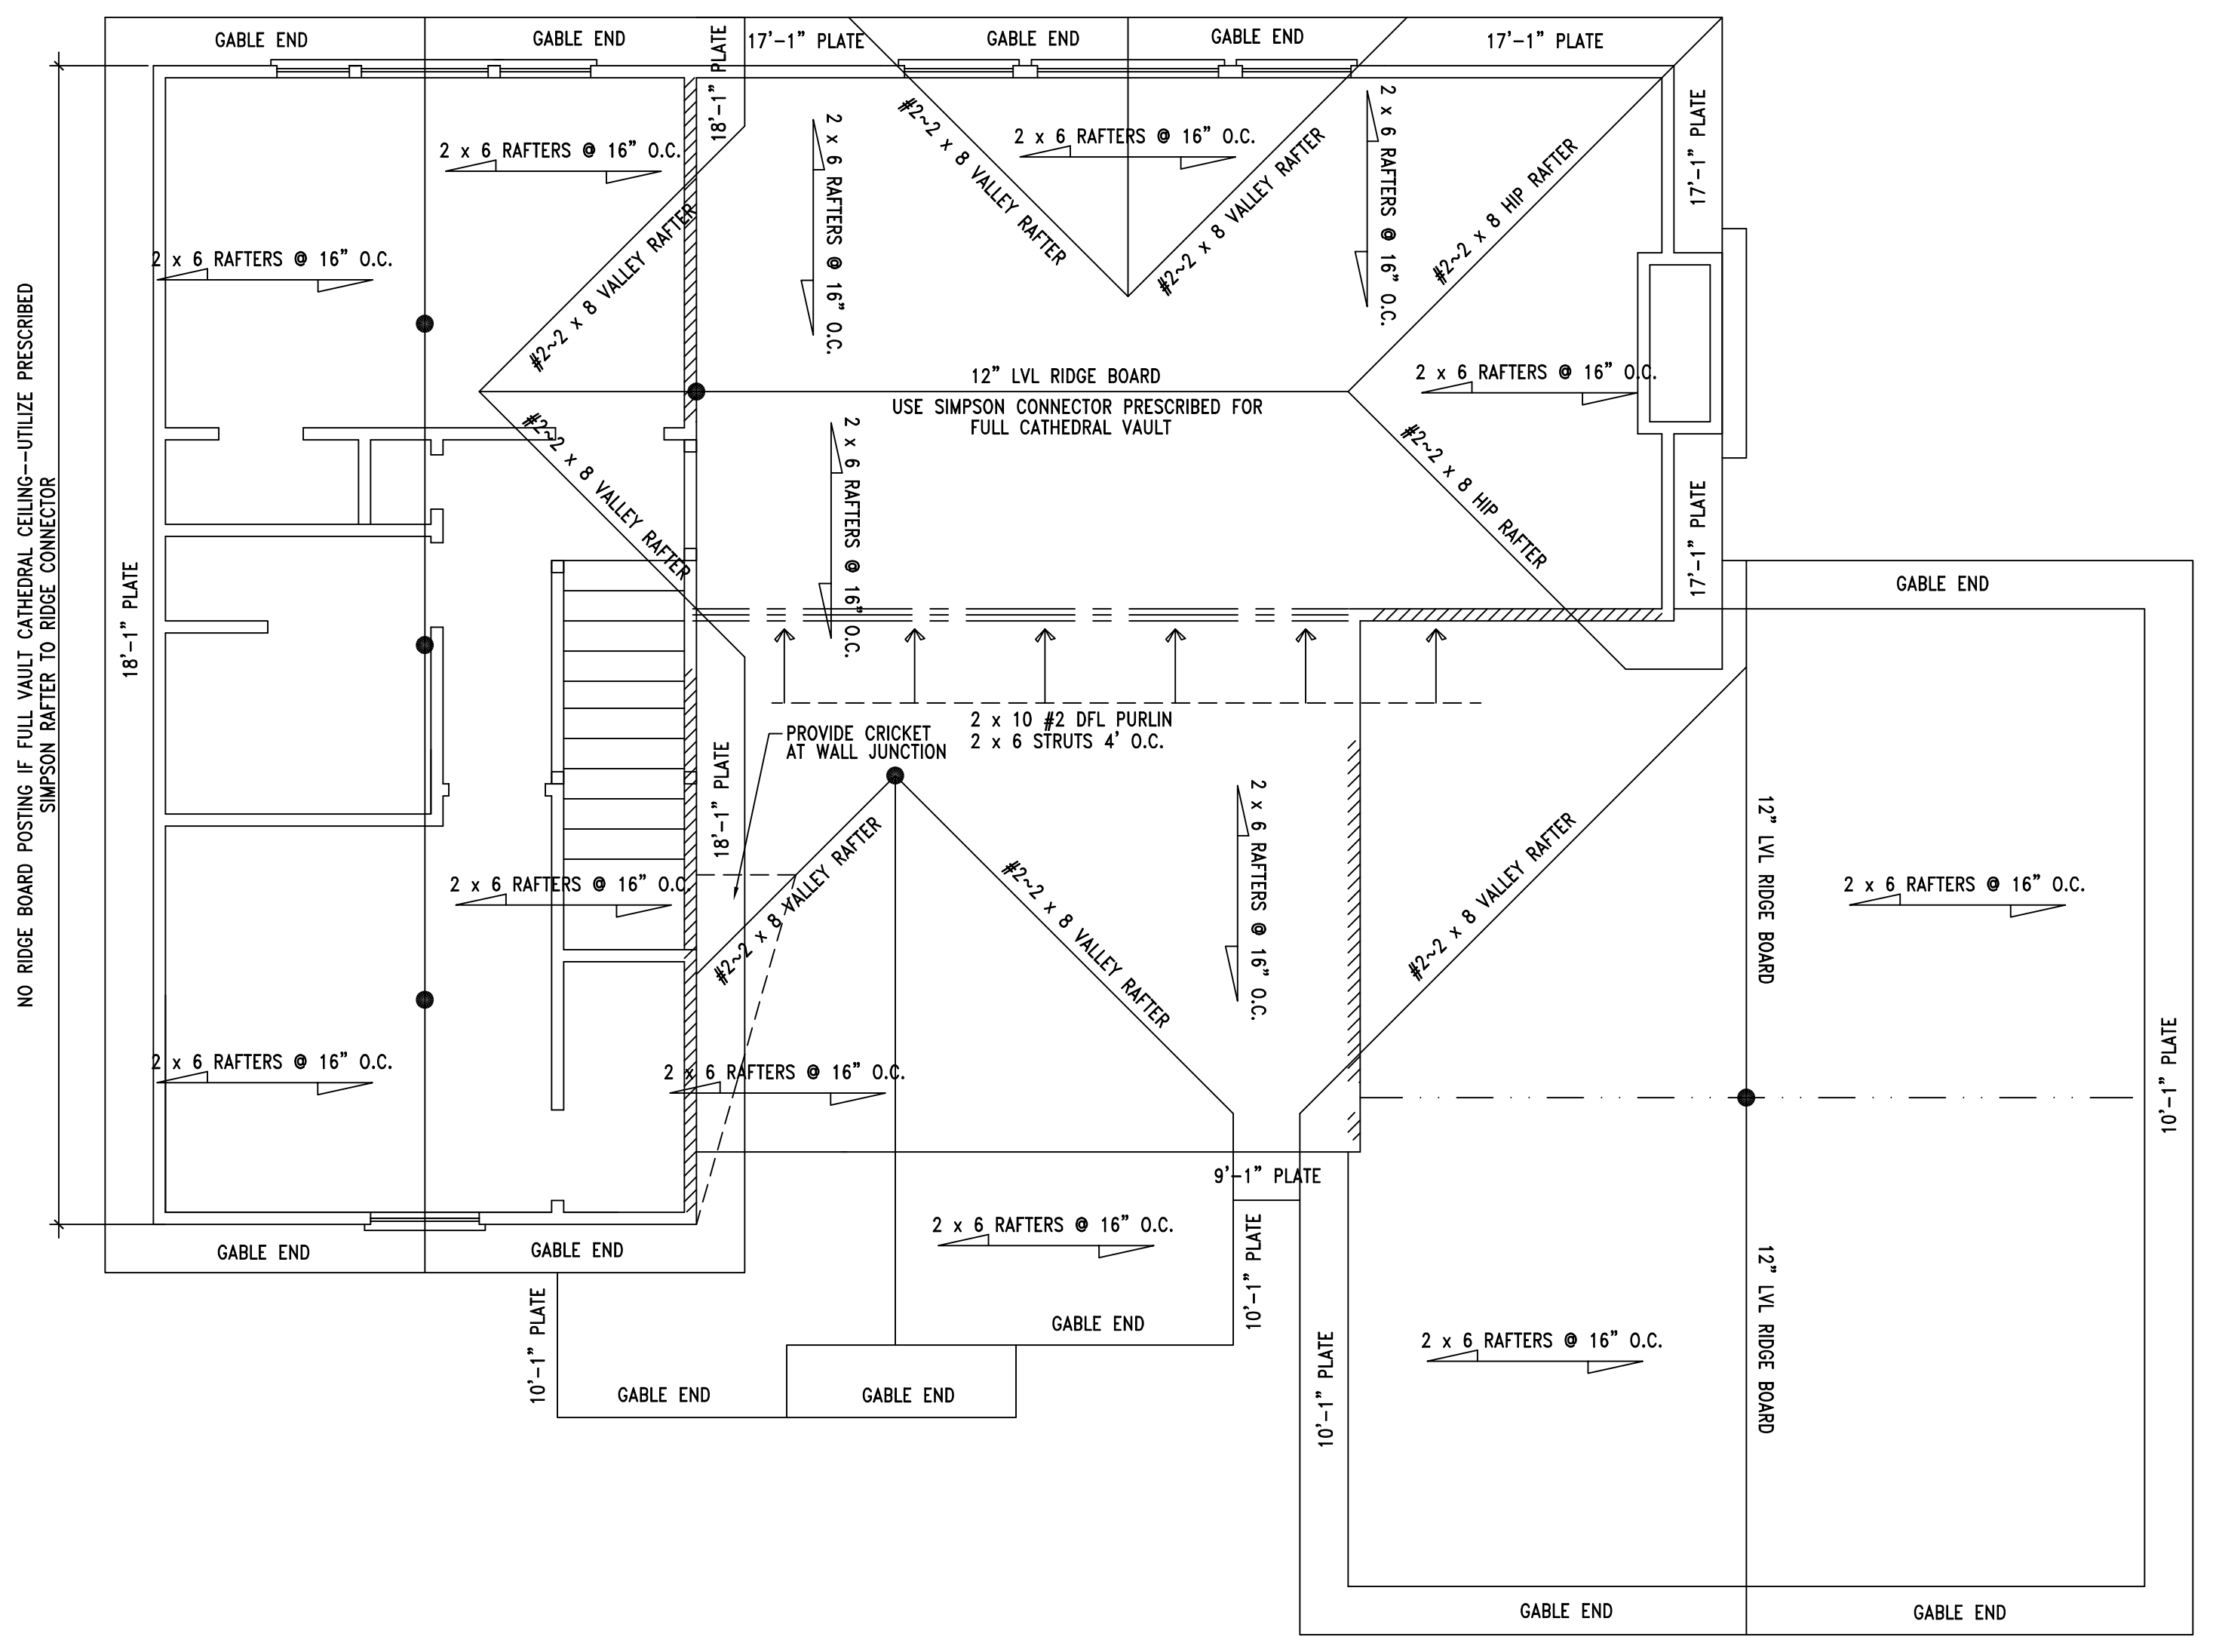 GABLE END
GABLE END
18'-1" PLATE
17'-1" PLATE
GABLE END
GABLE END
17'-1" PLATE
17'-1" PLATE
2 x 6 RAFTERS @ 16" O.C.
2 x 6 RAFTERS @ 16" O.C.
#2~2 x 8 VALLEY RAFTER
2 x 6 RAFTERS @ 16" O.C.
#2~2 x 8 VALLEY RAFTER
2 x 6 RAFTERS @ 16" O.C.
#2~2 x 8 HIP RAFTER
2 x 6 RAFTERS @ 16" O.C.
#2~2 x 8 VALLEY RAFTER
12" LVL RIDGE BOARD
USE SIMPSON CONNECTOR PRESCRIBED FOR
FULL CATHEDRAL VAULT
2 x 6 RAFTERS @ 16" O.C.
NO RIDGE BOARD POSTING IF FULL VAULT CATHEDRAL CEILING--UTILIZE PRESCRIBED
SIMPSON RAFTER TO RIDGE CONNECTOR
18'-1" PLATE
#2~2 x 8 VALLEY RAFTER
2 x 6 RAFTERS @ 16" O.C.
#2~2 x 8 HIP RAFTER
17'-1" PLATE
GABLE END
2 x 10 #2 DFL PURLIN
2 x 6 STRUTS 4' O.C.
PROVIDE CRICKET
AT WALL JUNCTION
18'-1" PLATE
2 x 6 RAFTERS @ 16" O.C.
#2~2 x 8 VALLEY RAFTER
#2~2 x 8 VALLEY RAFTER
2 x 6 RAFTERS @ 16" O.C.
#2~2 x 8 VALLEY RAFTER
12" LVL RIDGE BOARD
2 x 6 RAFTERS @ 16" O.C.
10'-1" PLATE
2 x 6 RAFTERS @ 16" O.C.
2 x 6 RAFTERS @ 16" O.C.
9'-1" PLATE
2 x 6 RAFTERS @ 16" O.C.
10'-1" PLATE
GABLE END
GABLE END
10'-1" PLATE
GABLE END
GABLE END
GABLE END
10'-1" PLATE
2 x 6 RAFTERS @ 16" O.C.
12" LVL RIDGE BOARD
GABLE END
GABLE END